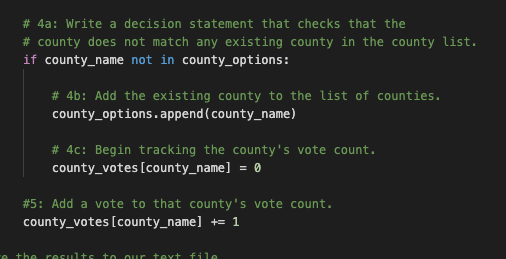 # 4a: Write a decision statement that checks that the
# county does not match any existing county in the county list.
if county_name not in county_options:
# 4b: Add the existing county to the list of counties.
county_options.append(county_name)
# 4c: Begin tracking the county's vote count.
county_votes[county_name] = 0
#5: Add a vote to that county's vote count.
county_votes[county_name] += 1
the results to our text file